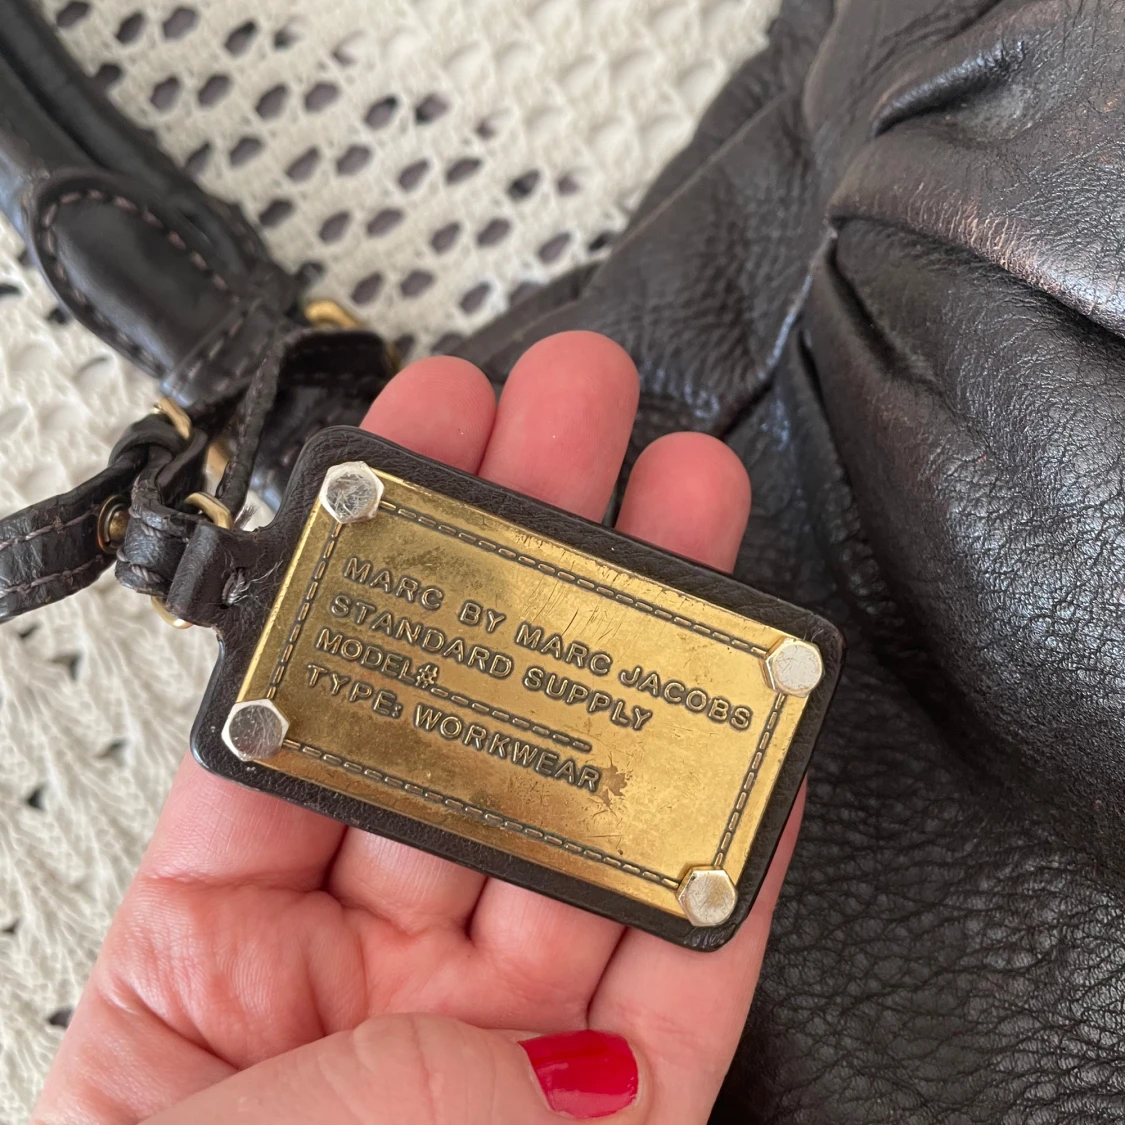 MARC BY MARC JACOBS
STANDARD SUPPLY
MODEL#
TYPE: WORKWEAR